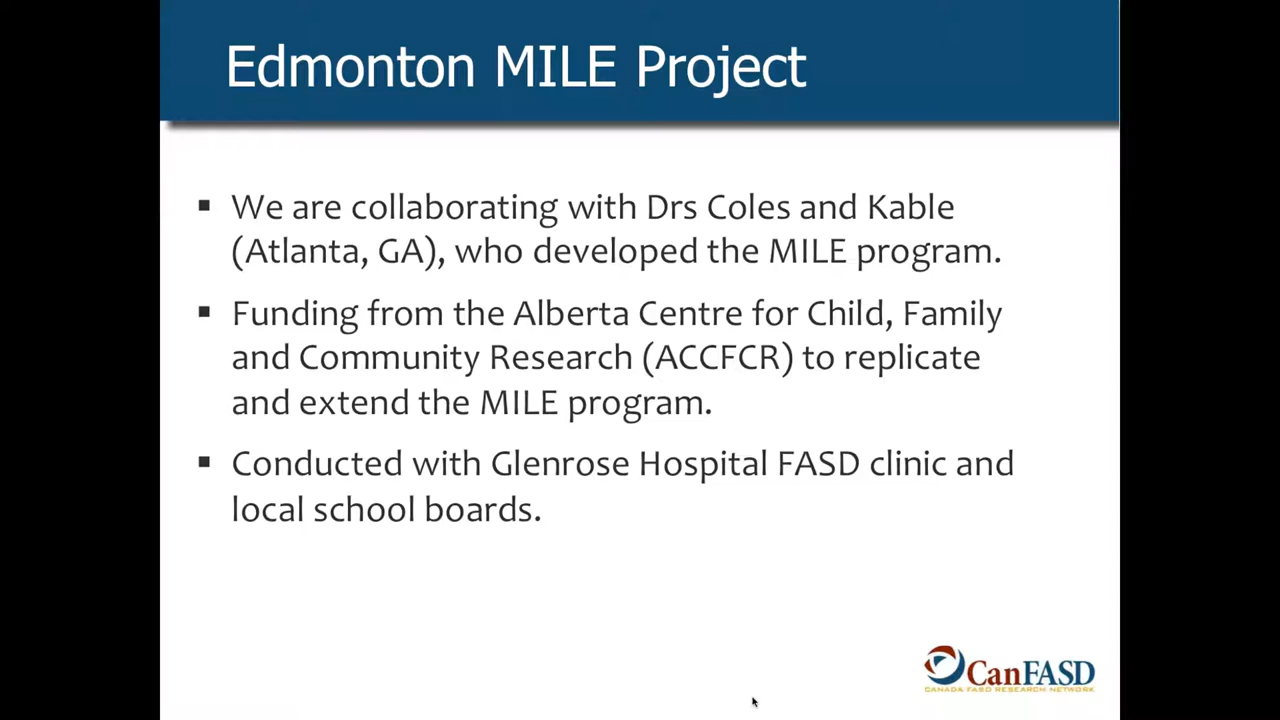 Edmonton MILE Project
▪ We are collaborating with Drs Coles and Kable
(Atlanta, GA), who developed the MILE program.
▪ Funding from the Alberta Centre for Child, Family
and Community Research (ACCFCR) to replicate
and extend the MILE program.
▪ Conducted with Glenrose Hospital FASD clinic and
local school boards.
CanFASD
CANADA FASD RESEARCH NETWORK